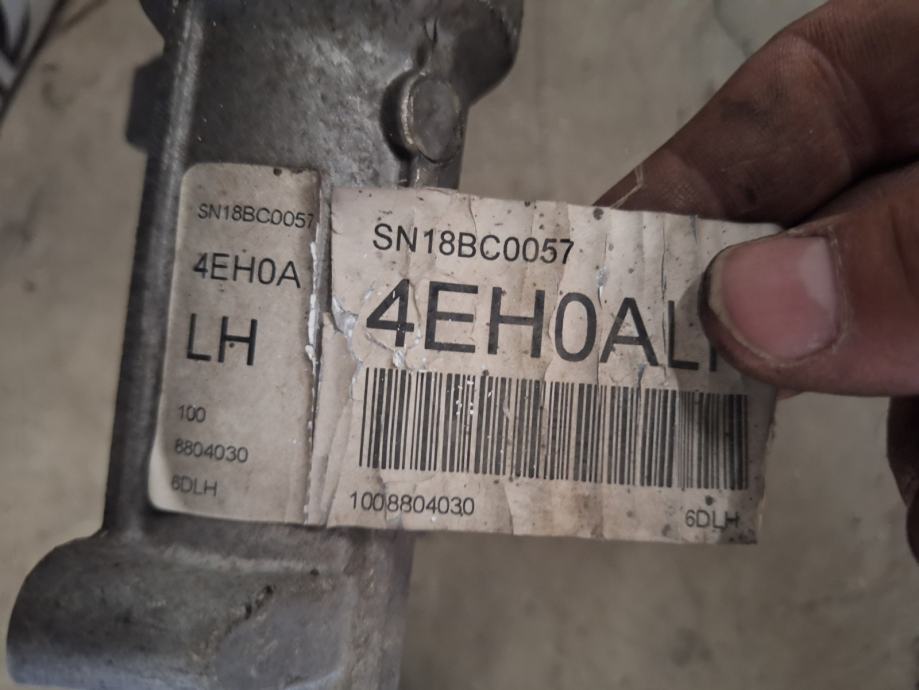 SN18BC0057
4EH0A
LH
100
8804030
6DLH
SN18BC0057
4EH0AL
1008804030
6DLH